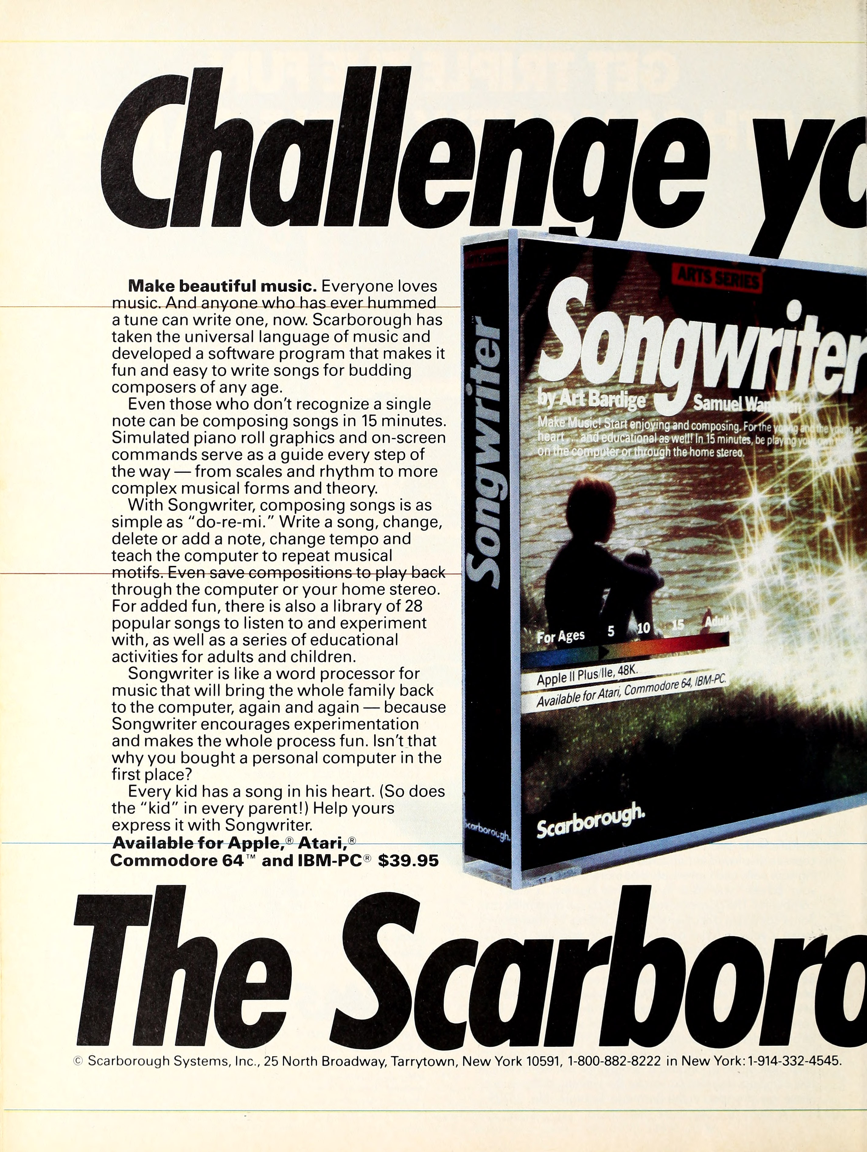 Challenge yo
Make beautiful music. Everyone loves
music. And anyone who has ever hummed
a tune can write one, now. Scarborough has
taken the universal language of music and
developed a software program that makes it
fun and easy to write songs for budding
composers of any age.
Even those who don't recognize a single
note can be composing songs in 15 minutes.
Simulated piano roll graphics and on-screen
commands serve as a guide every step of
the way — from scales and rhythm to more
complex musical forms and theory.
With Songwriter, composing songs is as
simple as "do-re-mi." Write a song, change,
delete or add a note, change tempo and
teach the computer to repeat musical
motifs. Even save compositions to play back
through the computer or your home stereo.
For added fun, there is also a library of 28
popular songs to listen to and experiment
with, as well as a series of educational
activities for adults and children.
Songwriter is like a word processor for
music that will bring the whole family back
to the computer, again and again — because
Songwriter encourages experimentation
and makes the whole process fun. Isn't that
why you bought a personal computer in the
first place?
Every kid has a song in his heart. (So does
the "kid" in every parent!) Help yours
express it with Songwriter.
Available for Apple,® Atari,®
Commodore 64™ and IBM-PC® $39.95
Songwriter
Scarborough.
ARTS SERIES
Songwriter
by Art Bardige Samuel
Make Music! Start enjoying and composing. For the young and the young at
heart . . . and educational as well! In 15 minutes, be playing your own
on the computer or through the home stereo.
For Ages 5 10 15 Adult
Apple II Plus/IIe, 48K.
Available for Atari, Commodore 64, IBM-PC.
Scarborough.
The Scarboro
© Scarborough Systems, Inc., 25 North Broadway, Tarrytown, New York 10591, 1-800-882-8222 in New York: 1-914-332-4545.